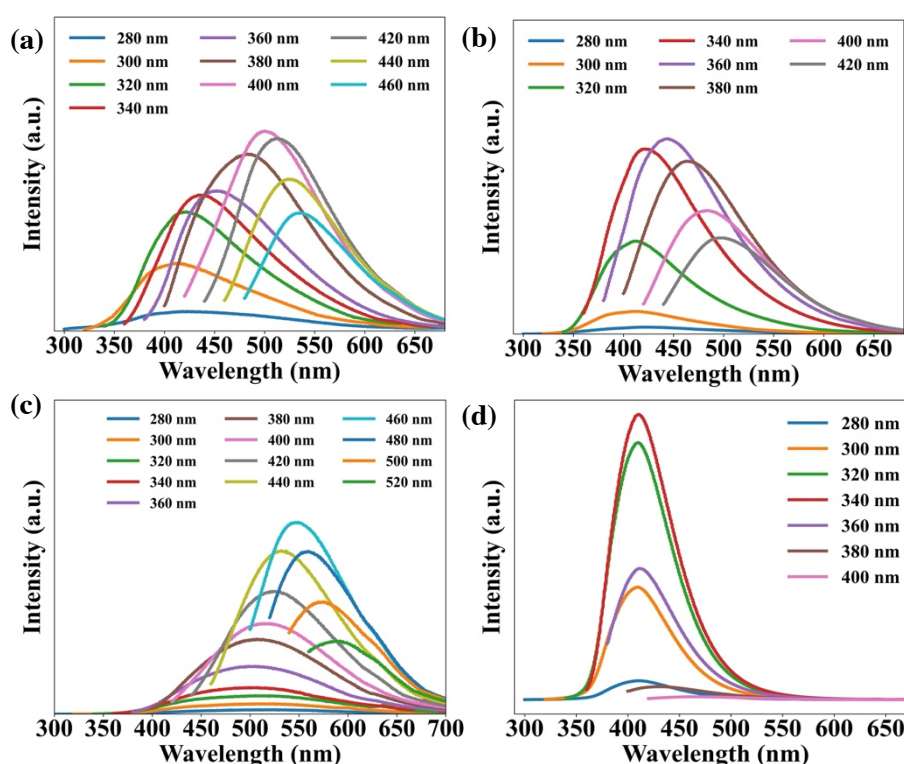 (a)
280 nm 360 nm 420 nm
300 nm 380 nm 440 nm
320 nm 400 nm 460 nm
340 nm
Intensity (a.u.)
300 350 400 450 500 550 600 650
Wavelength (nm)
(b)
280 nm 340 nm 400 nm
300 nm 360 nm 420 nm
320 nm 380 nm
Intensity (a.u.)
300 350 400 450 500 550 600 650
Wavelength (nm)
(c)
280 nm 380 nm 460 nm
300 nm 400 nm 480 nm
320 nm 420 nm 500 nm
340 nm 440 nm 520 nm
360 nm
Intensity (a.u.)
300 350 400 450 500 550 600 650 700
Wavelength (nm)
(d)
280 nm
300 nm
320 nm
340 nm
360 nm
380 nm
400 nm
Intensity (a.u.)
300 350 400 450 500 550 600 650
Wavelength (nm)